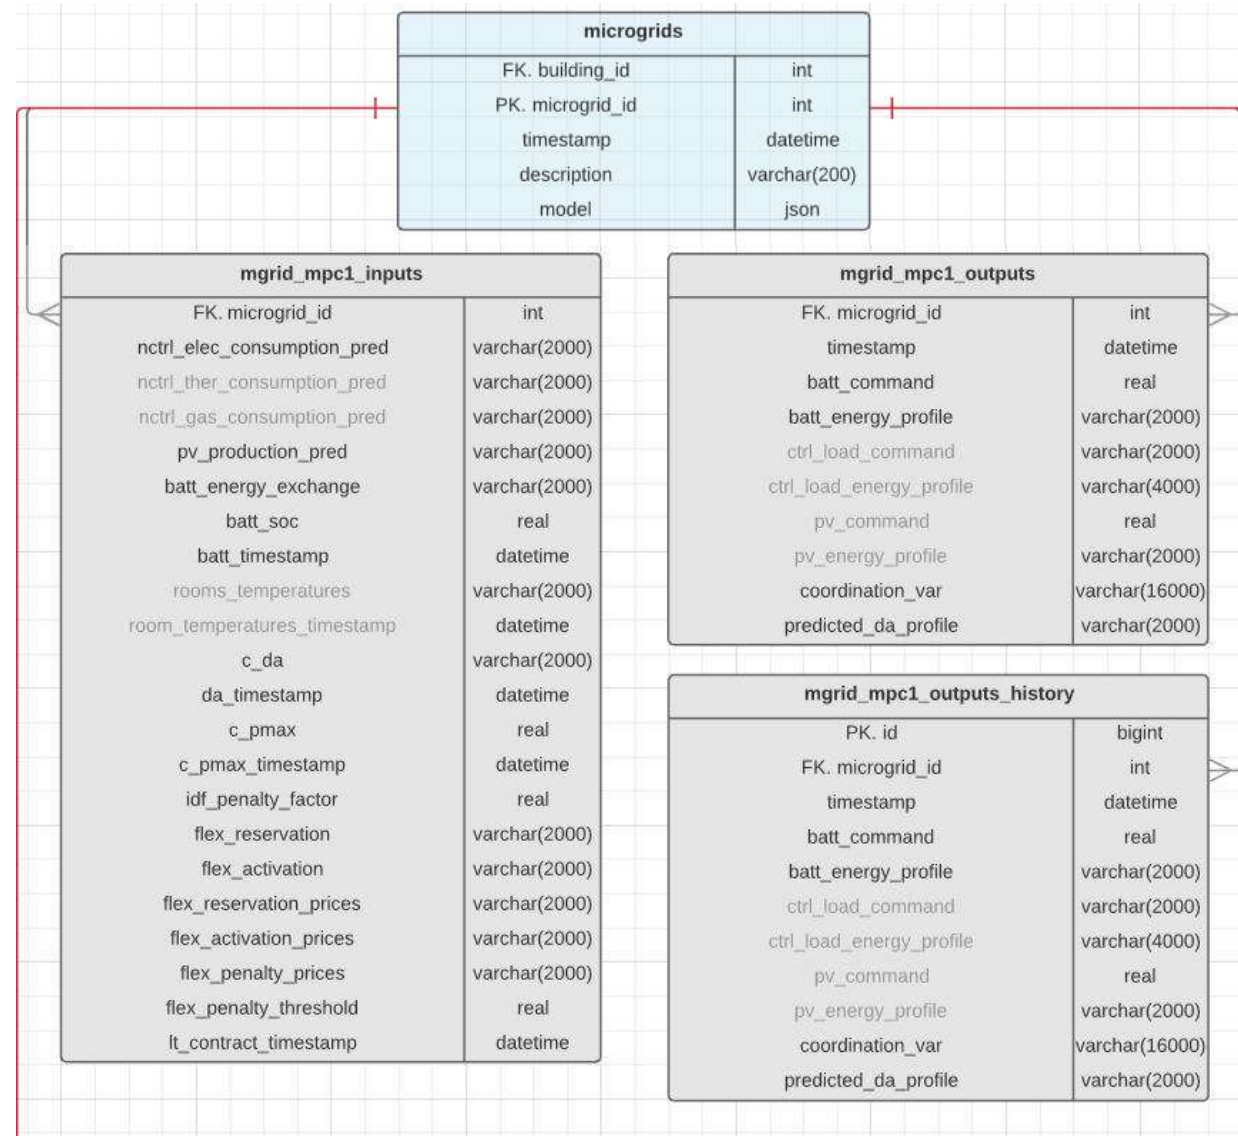 microgrids
FK. building_id int
PK. microgrid_id int
timestamp datetime
description varchar(200)
model json
mgrid_mpc1_inputs
FK. microgrid_id int
nctrl_elec_consumption_pred varchar(2000)
nctrl_ther_consumption_pred varchar(2000)
nctrl_gas_consumption_pred varchar(2000)
pv_production_pred varchar(2000)
batt_energy_exchange varchar(2000)
batt_soc real
batt_timestamp datetime
rooms_temperatures varchar(2000)
room_temperatures_timestamp datetime
c_da varchar(2000)
da_timestamp datetime
c_pmax real
c_pmax_timestamp datetime
idf_penalty_factor real
flex_reservation varchar(2000)
flex_activation varchar(2000)
flex_reservation_prices varchar(2000)
flex_activation_prices varchar(2000)
flex_penalty_prices varchar(2000)
flex_penalty_threshold real
lt_contract_timestamp datetime
mgrid_mpc1_outputs
FK. microgrid_id int
timestamp datetime
batt_command real
batt_energy_profile varchar(2000)
ctrl_load_command varchar(2000)
ctrl_load_energy_profile varchar(4000)
pv_command real
pv_energy_profile varchar(2000)
coordination_var varchar(16000)
predicted_da_profile varchar(2000)
mgrid_mpc1_outputs_history
PK. id bigint
FK. microgrid_id int
timestamp datetime
batt_command real
batt_energy_profile varchar(2000)
ctrl_load_command varchar(2000)
ctrl_load_energy_profile varchar(4000)
pv_command real
pv_energy_profile varchar(2000)
coordination_var varchar(16000)
predicted_da_profile varchar(2000)